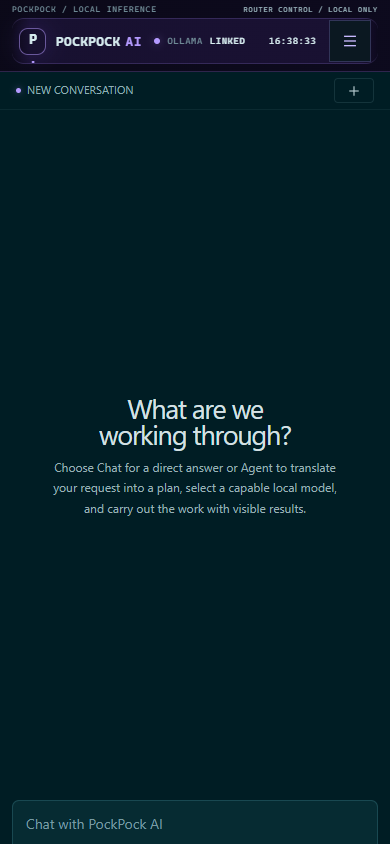 POCKPOCK / LOCAL INFERENCE
ROUTER CONTROL / LOCAL ONLY
P
POCKPOCK AI
OLLAMA LINKED
16:38:33
NEW CONVERSATION
+
What are we
working through?
Choose Chat for a direct answer or Agent to translate
your request into a plan, select a capable local model,
and carry out the work with visible results.
Chat with PockPock AI